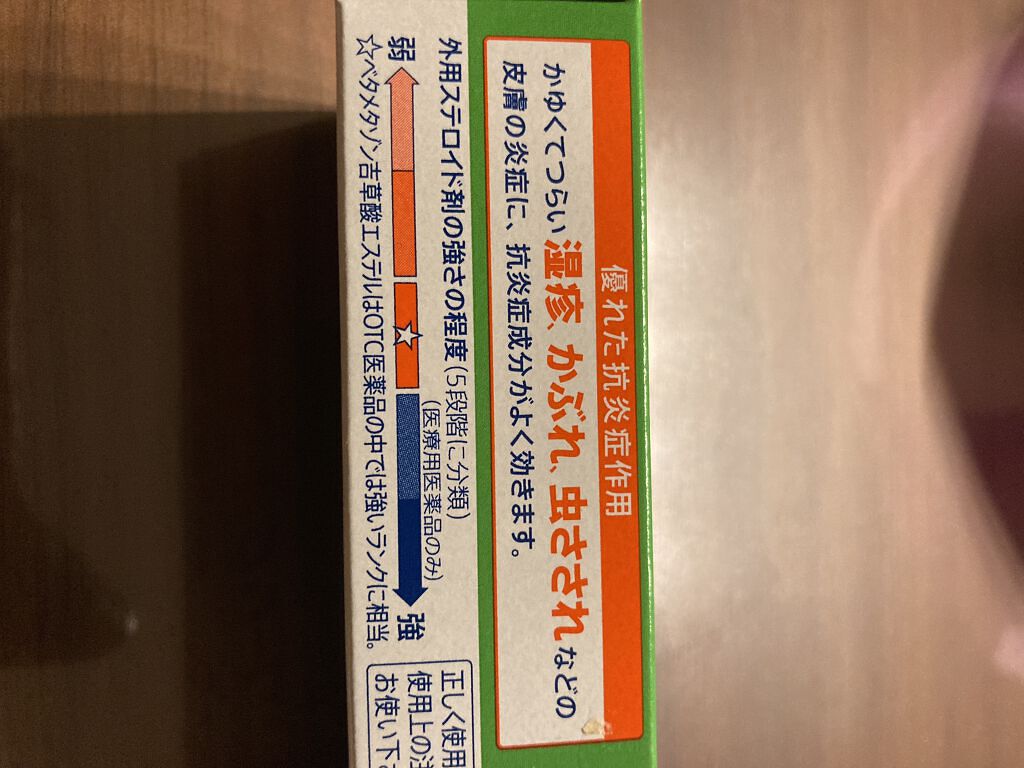 優れた抗炎症作用
かゆくてつらい湿疹、かぶれ、虫さされなどの
皮膚の炎症に、抗炎症成分がよく効きます。
外用ステロイド剤の強さの程度(5段階に分類)
(医療用医薬品のみ)
弱 ☆ 強
☆ベタメタゾン吉草酸エステルはOTC医薬品の中では強いランクに相当。
正しく使用
使用上の注
お使い下さ